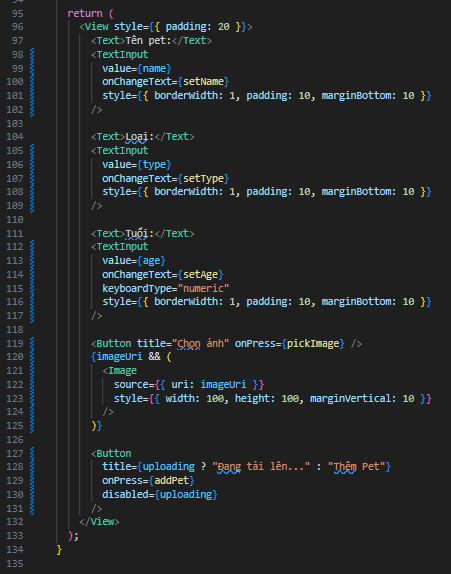 94
95 return (
96 <View style={{ padding: 20 }}>
97 <Text>Tên pet:</Text>
98 <TextInput
99 value={name}
100 onChangeText={setName}
101 style={{ borderWidth: 1, padding: 10, marginBottom: 10 }}
102 />
103
104 <Text>Loại:</Text>
105 <TextInput
106 value={type}
107 onChangeText={setType}
108 style={{ borderWidth: 1, padding: 10, marginBottom: 10 }}
109 />
110
111 <Text>Tuổi:</Text>
112 <TextInput
113 value={age}
114 onChangeText={setAge}
115 keyboardType="numeric"
116 style={{ borderWidth: 1, padding: 10, marginBottom: 10 }}
117 />
118
119 <Button title="Chọn ảnh" onPress={pickImage} />
120 {imageUri && (
121 <Image
122 source={{ uri: imageUri }}
123 style={{ width: 100, height: 100, marginVertical: 10 }}
124 />
125 )}
126
127 <Button
128 title={uploading ? "Đang tải lên..." : "Thêm Pet"}
129 onPress={addPet}
130 disabled={uploading}
131 />
132 </View>
133 );
134 }
135